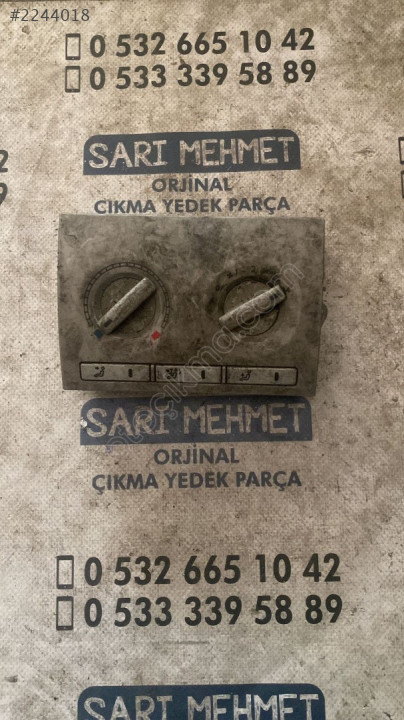 #2244018
0 532 665 10 42
0 533 339 58 89
SARI MEHMET
ORJİNAL
ÇIKMA YEDEK PARÇA
SARI MEHMET
ORJİNAL
ÇIKMA YEDEK PARÇA
0 532 665 10 42
0 533 339 58 89
SARI MEHMET